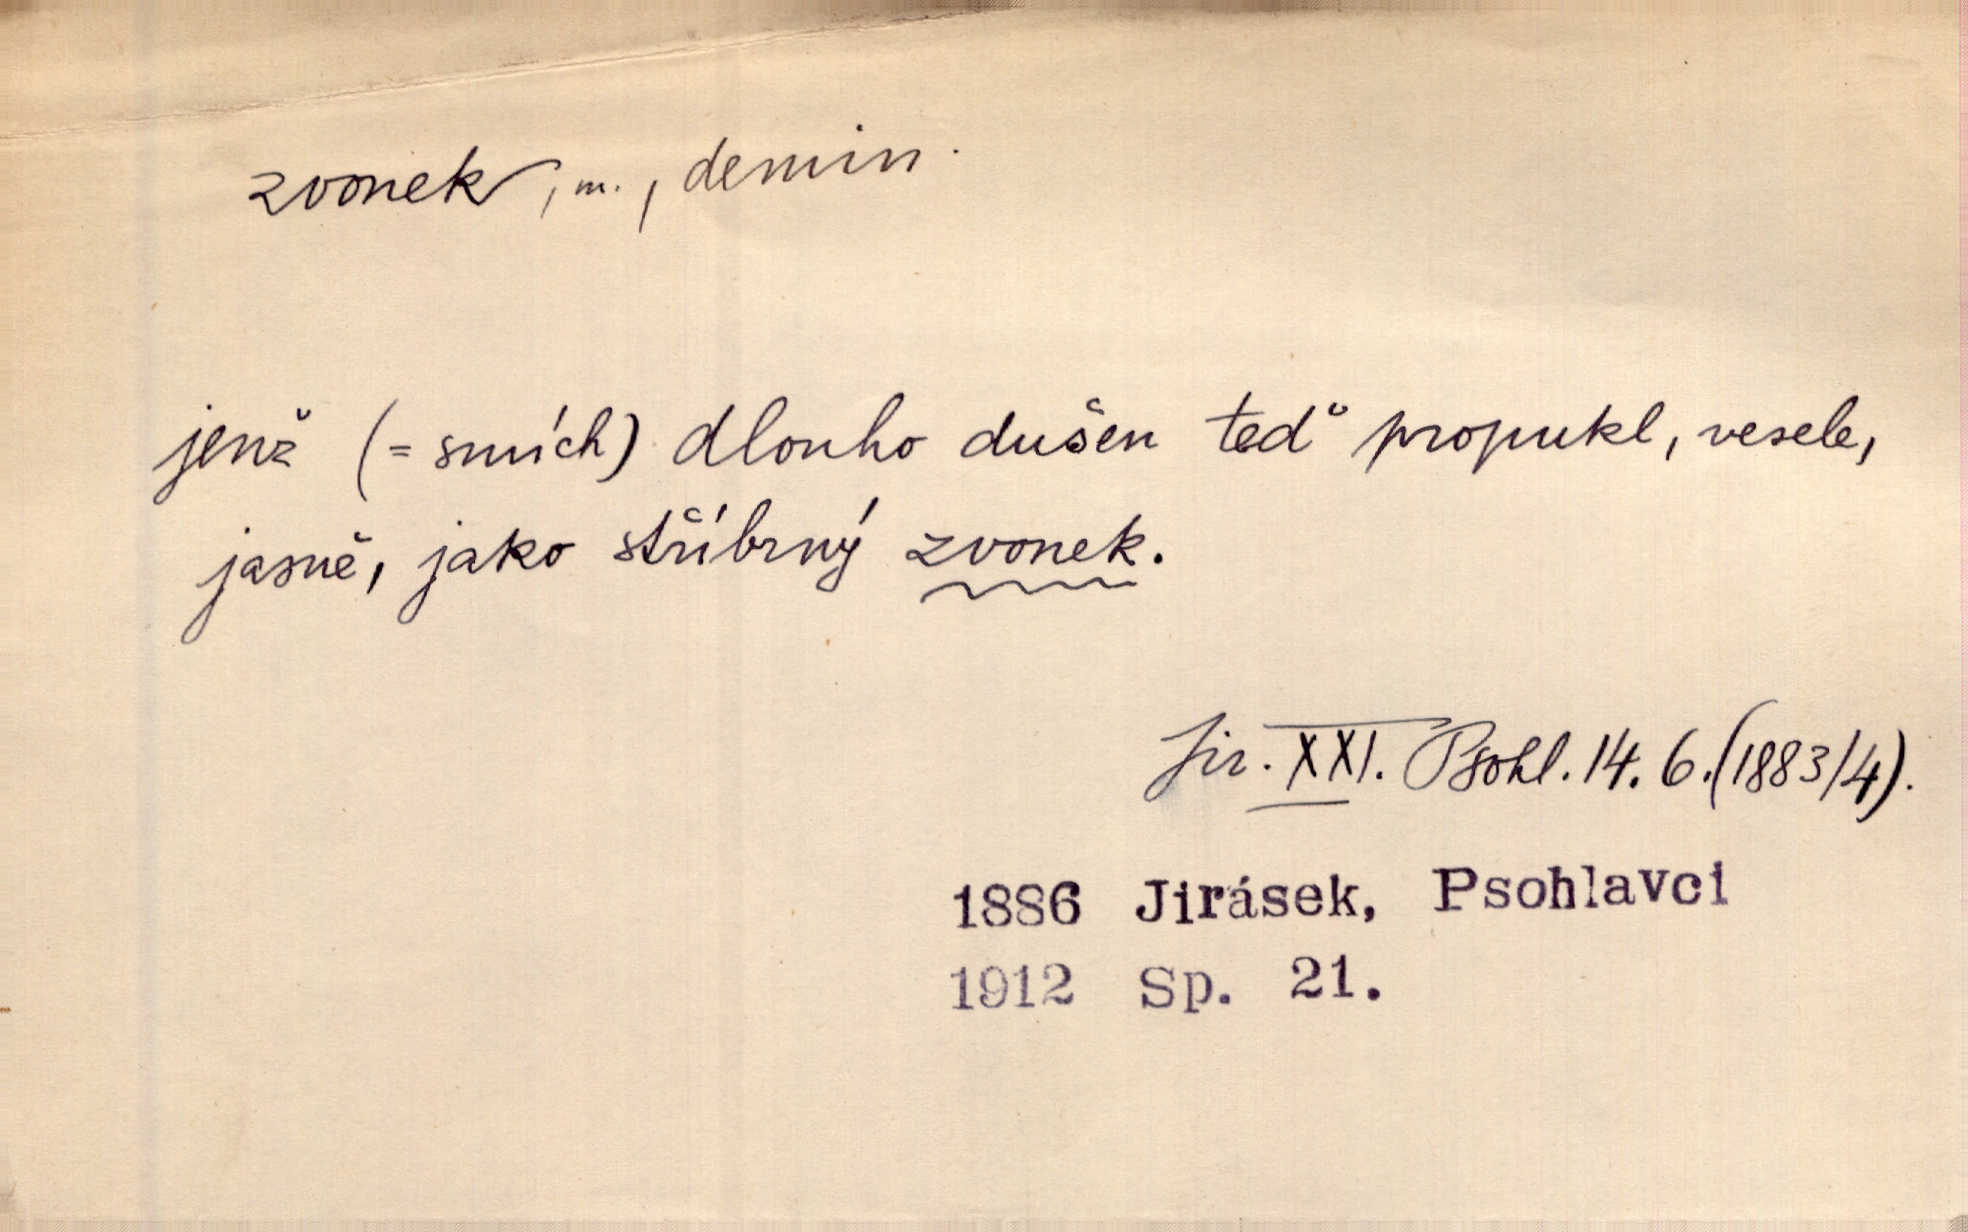 zvonek, m., demin.
jenž (= smích) dlouho dušen teď propukl, vesele,
jasně, jako stříbrný zvonek.
Jir. XXI. Psohl. 14. 6. (1883/4).
1886 Jirásek, Psohlavci
1912 Sp. 21.